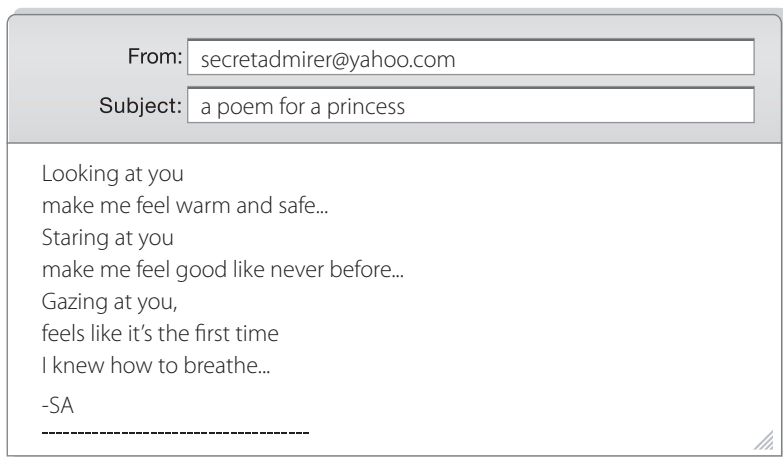 From: secretadmirer@yahoo.com
Subject: a poem for a princess
Looking at you
make me feel warm and safe...
Staring at you
make me feel good like never before...
Gazing at you,
feels like it's the first time
I knew how to breathe...
-SA
-------------------------------------